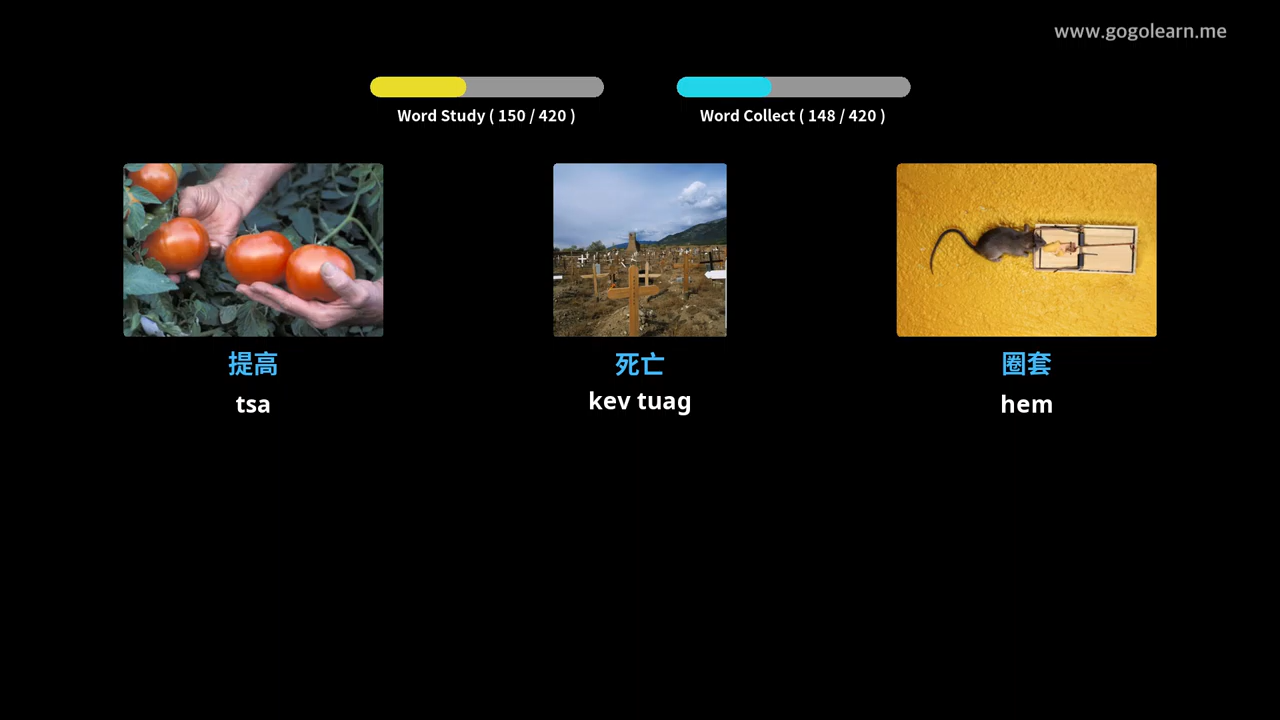 www.gogolearn.me
Word Study ( 150 / 420 )
Word Collect ( 148 / 420 )
提高
死亡
圈套
tsa
kev tuag
hem